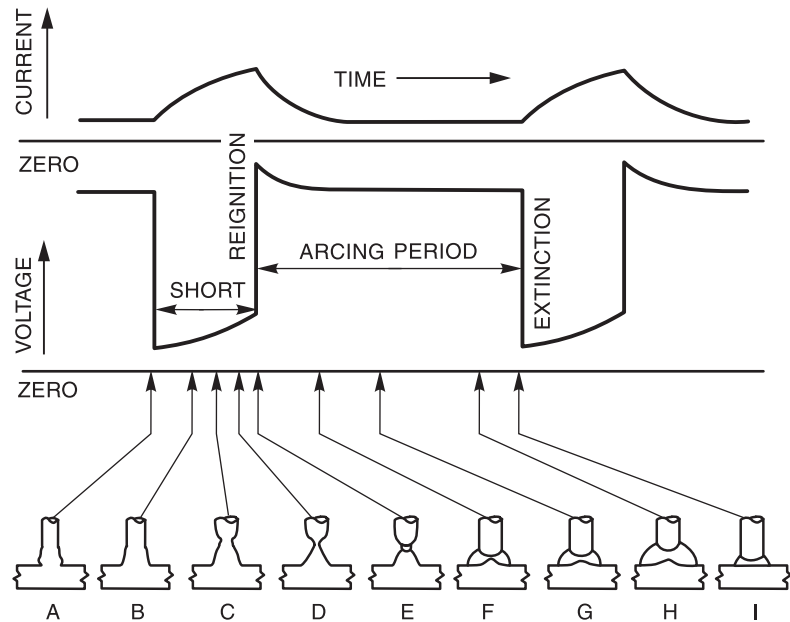 CURRENT
TIME
ZERO
REIGNITION
ARCING PERIOD
EXTINCTION
SHORT
VOLTAGE
ZERO
A B C D E F G H I